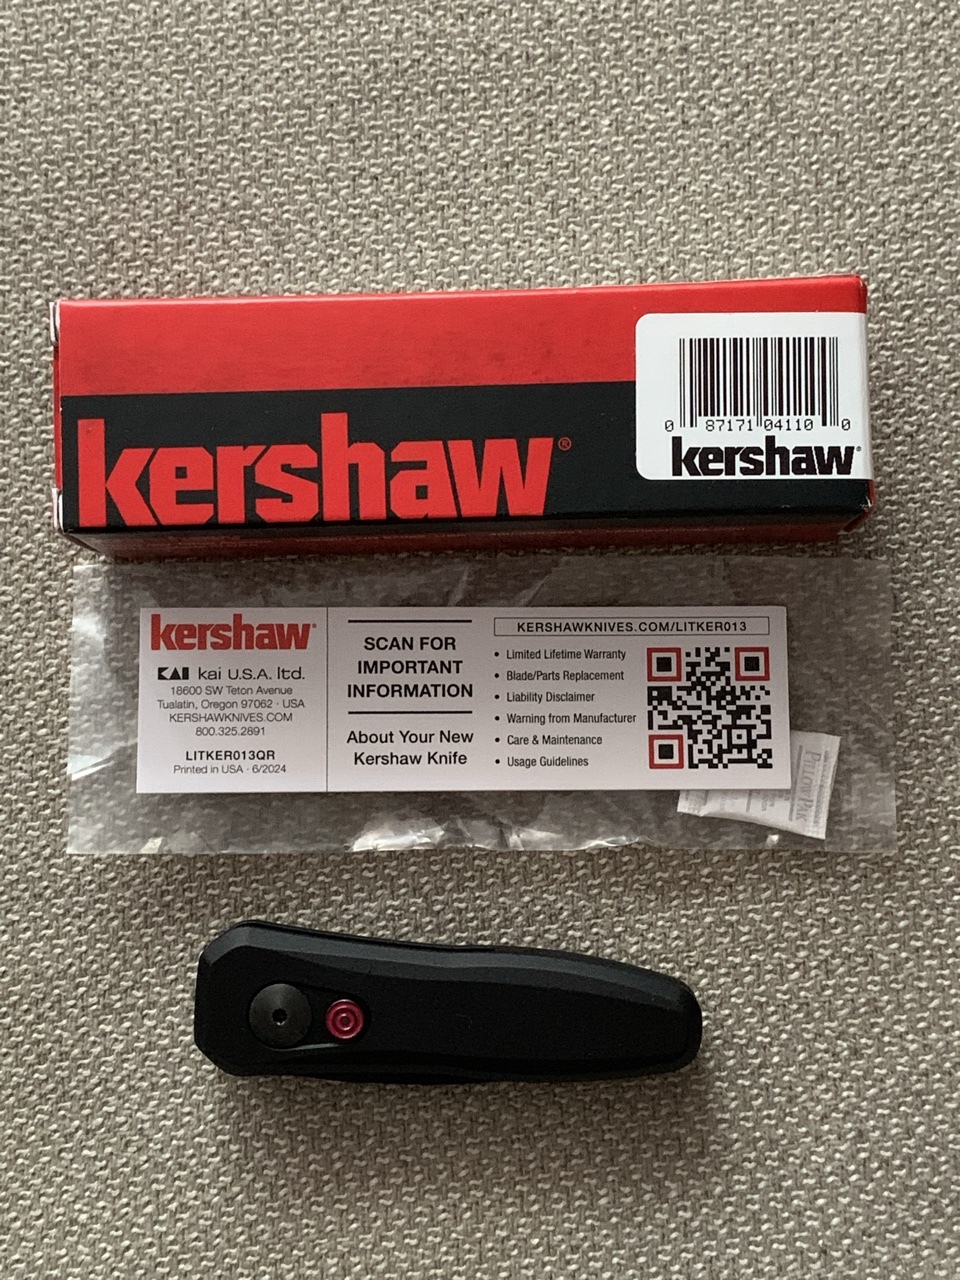 kershaw®
0 87171 04110 0
kershaw®
kershaw®
KAI kai U.S.A. ltd.
18600 SW Teton Avenue
Tualatin, Oregon 97062 · USA
KERSHAWKNIVES.COM
800.325.2891
LITKER013QR
Printed in USA · 6/2024
SCAN FOR
IMPORTANT
INFORMATION
About Your New
Kershaw Knife
KERSHAWKNIVES.COM/LITKER013
• Limited Lifetime Warranty
• Blade/Parts Replacement
• Liability Disclaimer
• Warning from Manufacturer
• Care & Maintenance
• Usage Guidelines
PILLOWPAK